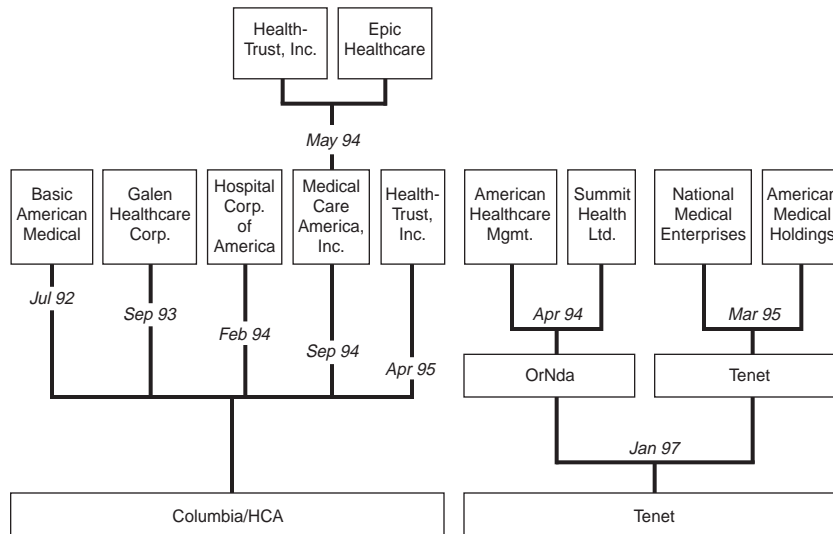 Health-
Trust, Inc.
Epic
Healthcare
May 94
Basic
American
Medical
Galen
Healthcare
Corp.
Hospital
Corp.
of
America
Medical
Care
America,
Inc.
Health-
Trust,
Inc.
American
Healthcare
Mgmt.
Summit
Health
Ltd.
National
Medical
Enterprises
American
Medical
Holdings
Jul 92
Sep 93
Feb 94
Sep 94
Apr 95
Apr 94
Mar 95
OrNda
Tenet
Jan 97
Columbia/HCA
Tenet